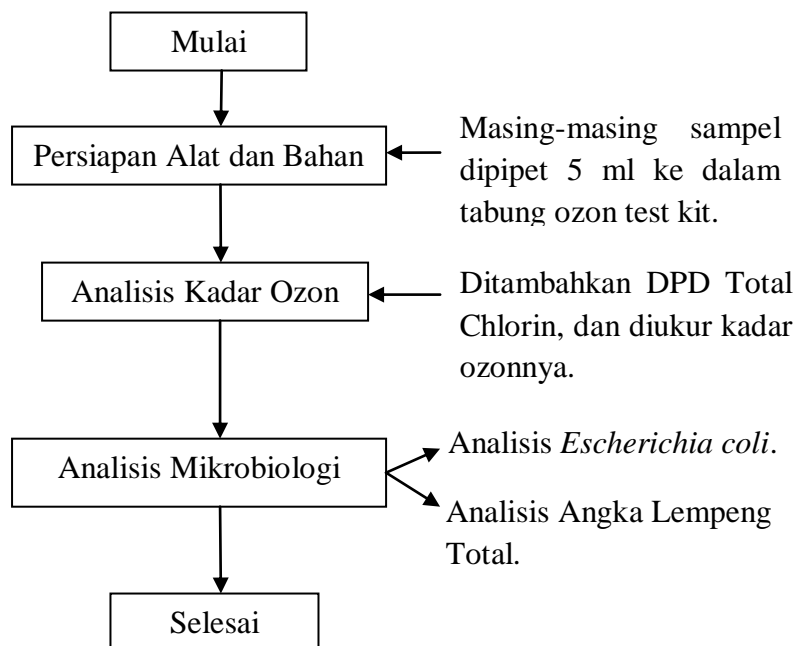 Mulai
Persiapan Alat dan Bahan
Masing-masing sampel
dipipet 5 ml ke dalam
tabung ozon test kit.
Analisis Kadar Ozon
Ditambahkan DPD Total
Chlorin, dan diukur kadar
ozonnya.
Analisis Mikrobiologi
Analisis Escherichia coli.
Analisis Angka Lempeng
Total.
Selesai